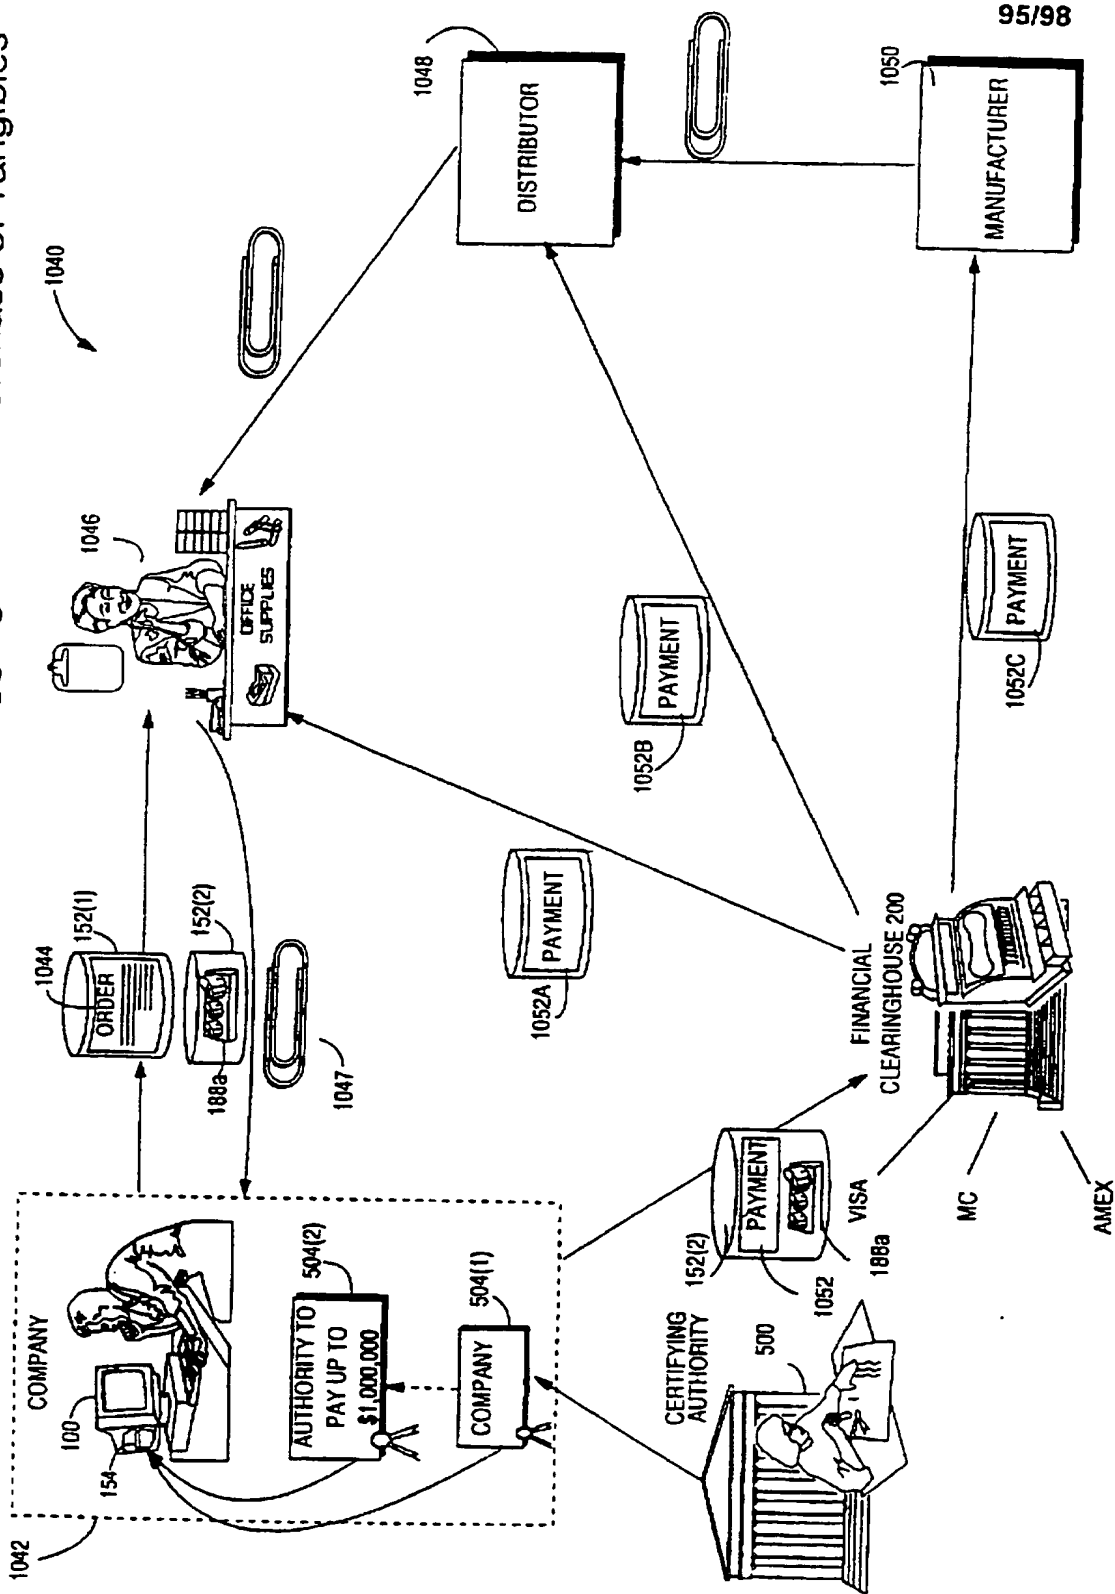 95/98
of Tangibles
1040
COMPANY
100
154
1042
AUTHORITY TO
PAY UP TO
$1,000,000
504(2)
COMPANY
504(1)
1044
ORDER
152(1)
152(2)
188a
1047
1046
OFFICE
SUPPLIES
1048
DISTRIBUTOR
1050
MANUFACTURER
CERTIFYING
AUTHORITY
500
152(2)
PAYMENT
1052
188a
VISA
MC
AMEX
FINANCIAL
CLEARINGHOUSE 200
PAYMENT
1052A
PAYMENT
1052B
PAYMENT
1052C